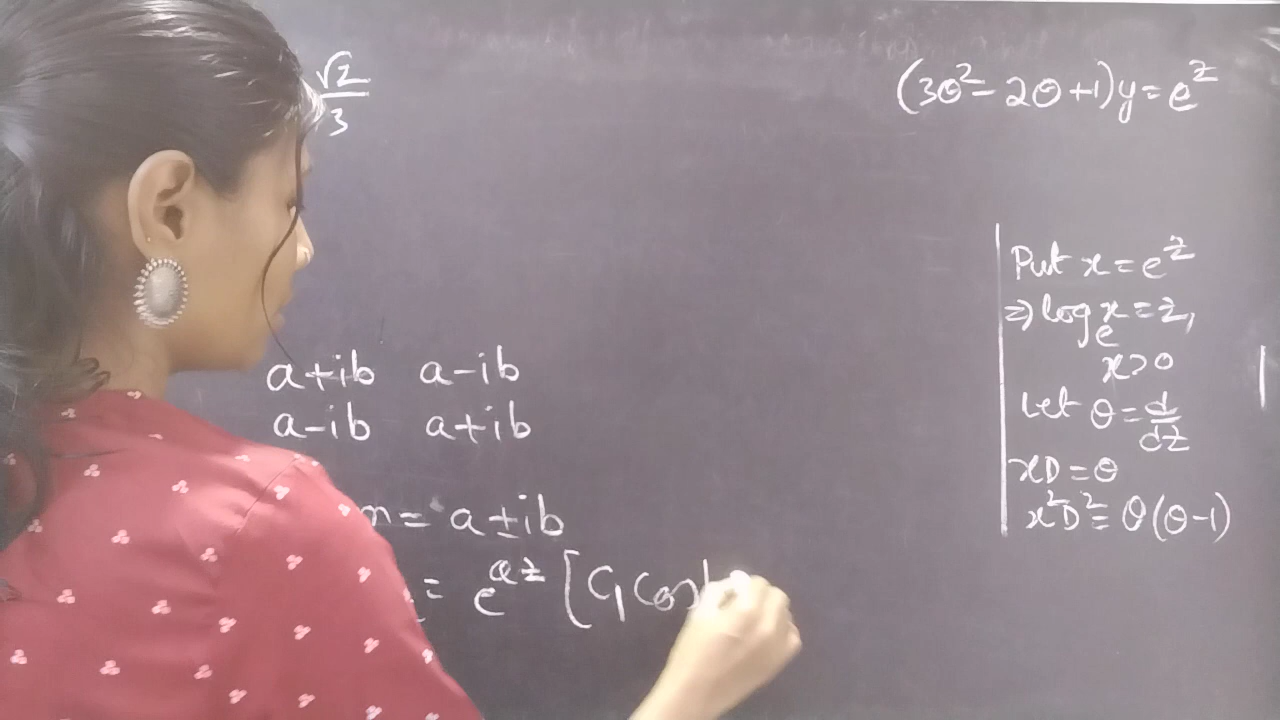 √2/3
(3θ² - 2θ + 1)y = e^z
Put x = e^z
⇒ log_e x = z,
x > 0
Let θ = d/dz
xD = θ
x²D² = θ(θ-1)
a+ib a-ib
a-ib a+ib
m = a ± ib
= e^{az} [C₁ cos